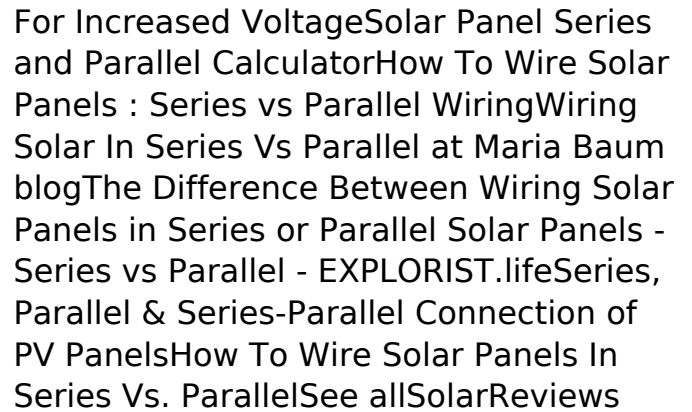 For Increased VoltageSolar Panel Series
and Parallel CalculatorHow To Wire Solar
Panels : Series vs Parallel WiringWiring
Solar In Series Vs Parallel at Maria Baum
blogThe Difference Between Wiring Solar
Panels in Series or Parallel Solar Panels -
Series vs Parallel - EXPLORIST.lifeSeries,
Parallel & Series-Parallel Connection of
PV PanelsHow To Wire Solar Panels In
Series Vs. ParallelSee allSolarReviews